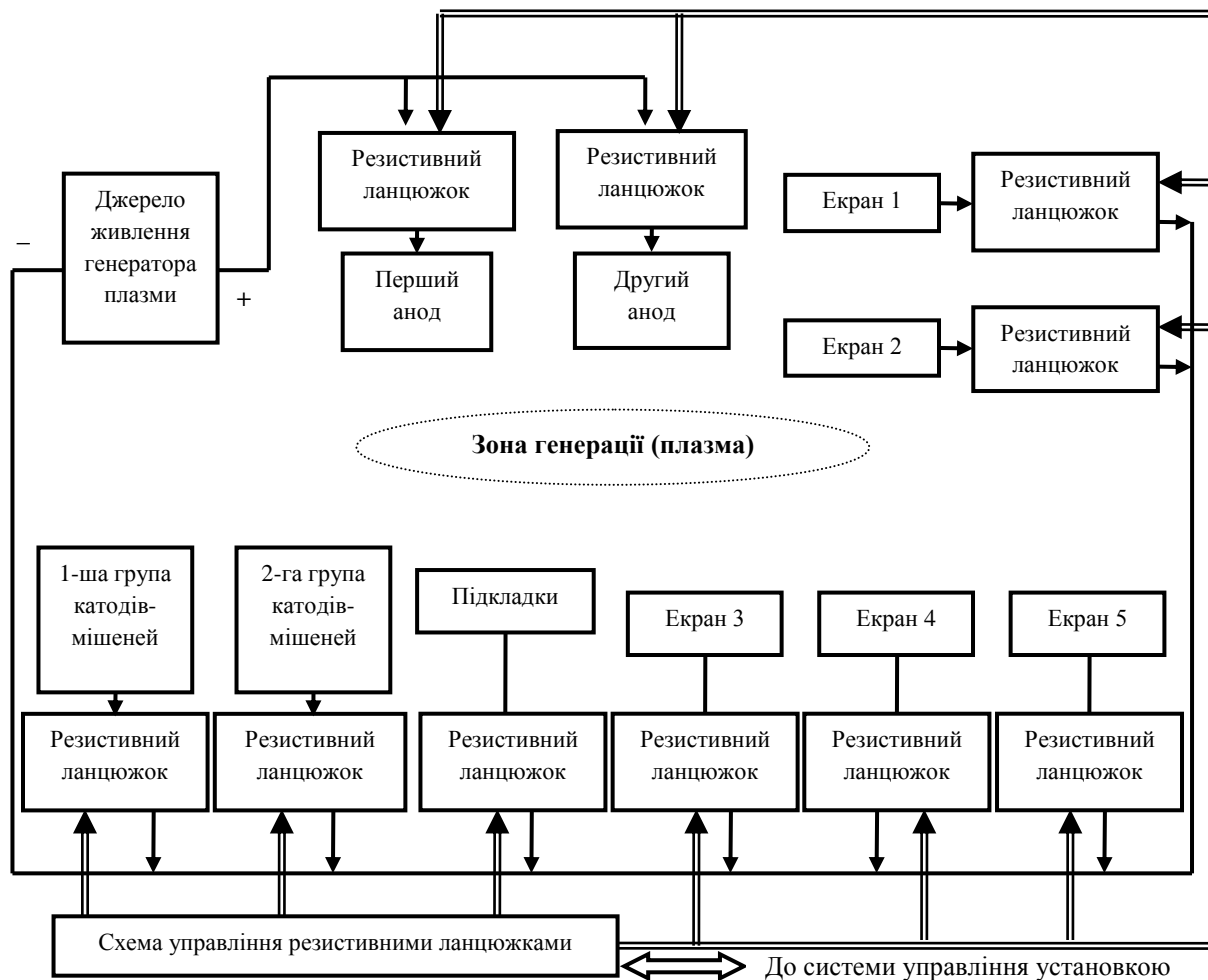 Резистивний
ланцюжок
Резистивний
ланцюжок
Резистивний
ланцюжок
Екран 1
Джерело
живлення
генератора
плазми
–
+
Перший
анод
Другий
анод
Екран 2
Резистивний
ланцюжок
Зона генерації (плазма)
1-ша група
катодів-
мішеней
2-га група
катодів-
мішеней
Підкладки
Екран 3
Екран 4
Екран 5
Резистивний
ланцюжок
Резистивний
ланцюжок
Резистивний
ланцюжок
Резистивний
ланцюжок
Резистивний
ланцюжок
Резистивний
ланцюжок
Схема управління резистивними ланцюжками
До системи управління установкою